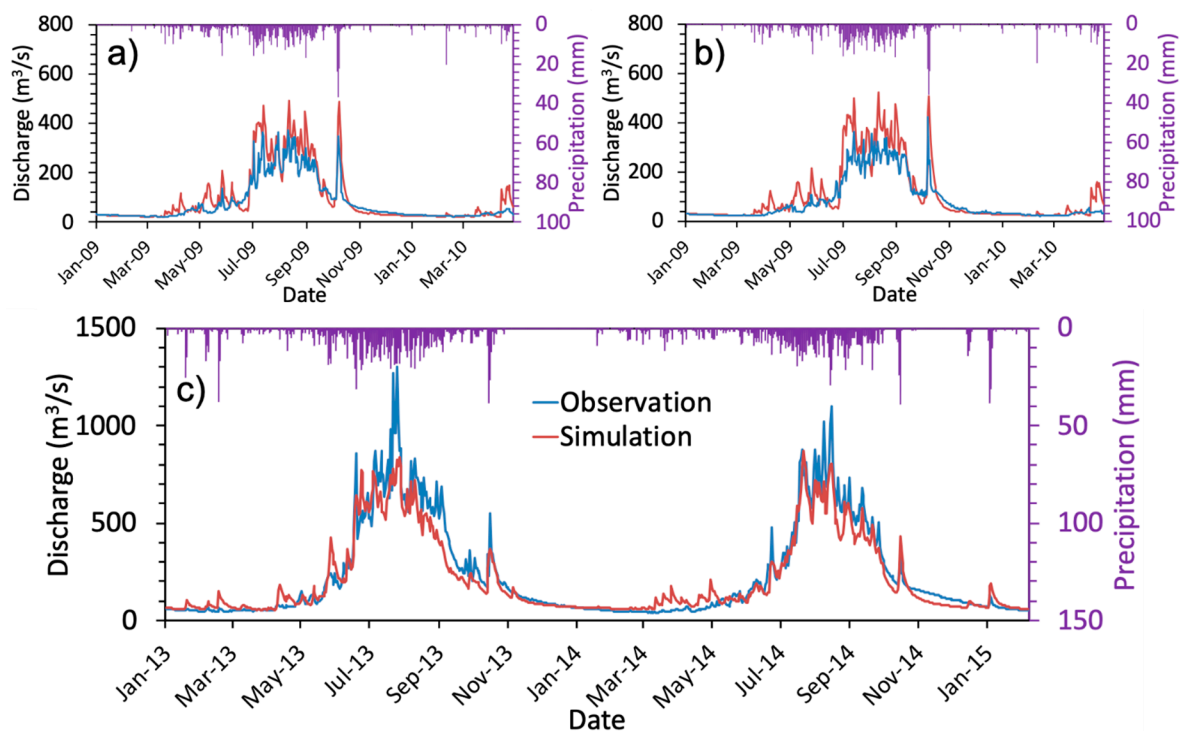 a)
Discharge (m³/s)
800
600
400
200
0
Precipitation (mm)
0
20
40
60
80
100
Jan-09
Mar-09
May-09
Jul-09
Sep-09
Nov-09
Jan-10
Mar-10
Date
b)
Discharge (m³/s)
800
600
400
200
0
Precipitation (mm)
0
20
40
60
80
100
Jan-09
Mar-09
May-09
Jul-09
Sep-09
Nov-09
Jan-10
Mar-10
Date
c)
Discharge (m³/s)
1500
1000
500
0
Observation
Simulation
Precipitation (mm)
0
50
100
150
Jan-13
Mar-13
May-13
Jul-13
Sep-13
Nov-13
Jan-14
Mar-14
May-14
Jul-14
Sep-14
Nov-14
Jan-15
Date